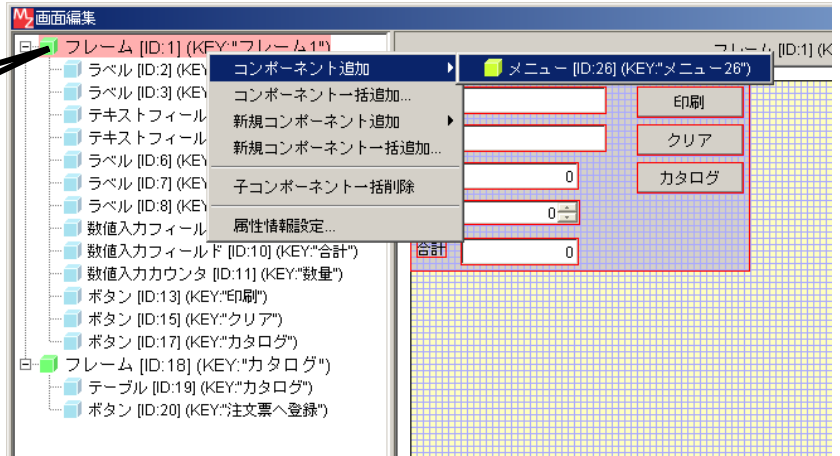 画面編集
フレーム [ID:1] (KEY:"フレーム1")
フレーム [ID:1] (K
ラベル [ID:2] (KEY
ラベル [ID:3] (KEY
テキストフィール
テキストフィール
ラベル [ID:6] (KEY
ラベル [ID:7] (KEY
ラベル [ID:8] (KEY
数値入力フィール
数値入力フィールド [ID:10] (KEY:"合計")
数値入力カウンタ [ID:11] (KEY:"数量")
ボタン [ID:13] (KEY:"印刷")
ボタン [ID:15] (KEY:"クリア")
ボタン [ID:17] (KEY:"カタログ")
フレーム [ID:18] (KEY:"カタログ")
テーブル [ID:19] (KEY:"カタログ")
ボタン [ID:20] (KEY:"注文票へ登録")
コンポーネント追加
コンポーネント一括追加...
新規コンポーネント追加
新規コンポーネント一括追加...
子コンポーネント一括削除
属性情報設定...
メニュー [ID:26] (KEY:"メニュー26")
印刷
クリア
0
カタログ
0
合計
0